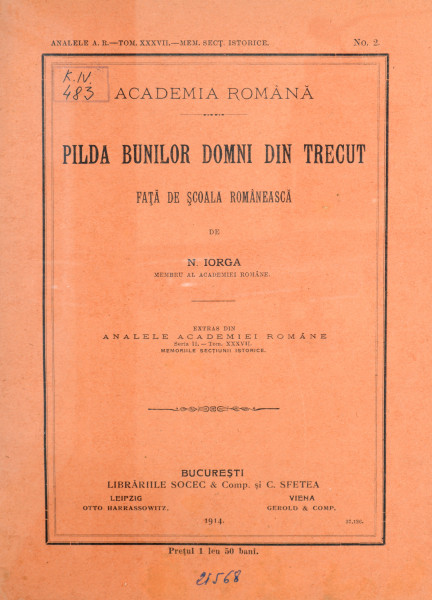 ANALELE A. R.—TOM. XXXVII.—MEM. SECȚ. ISTORICE. No. 2.
K.IV.
483
ACADEMIA ROMÂNĂ
PILDA BUNILOR DOMNI DIN TRECUT
FAȚĂ DE ȘCOALA ROMÂNEASCĂ
DE
N. IORGA
MEMBRU AL ACADEMIEI ROMÂNE.
EXTRAS DIN
ANALELE ACADEMIEI ROMÂNE
Seria II. — Tom. XXXVII.
MEMORIILE SECȚIUNII ISTORICE.
BUCUREȘTI
LIBRĂRIILE SOCEC & Comp. și C. SFETEA
LEIPZIG VIENA
OTTO HARRASSOWITZ. GEROLD & COMP.
1914.
Prețul 1 leu 50 bani.
21568